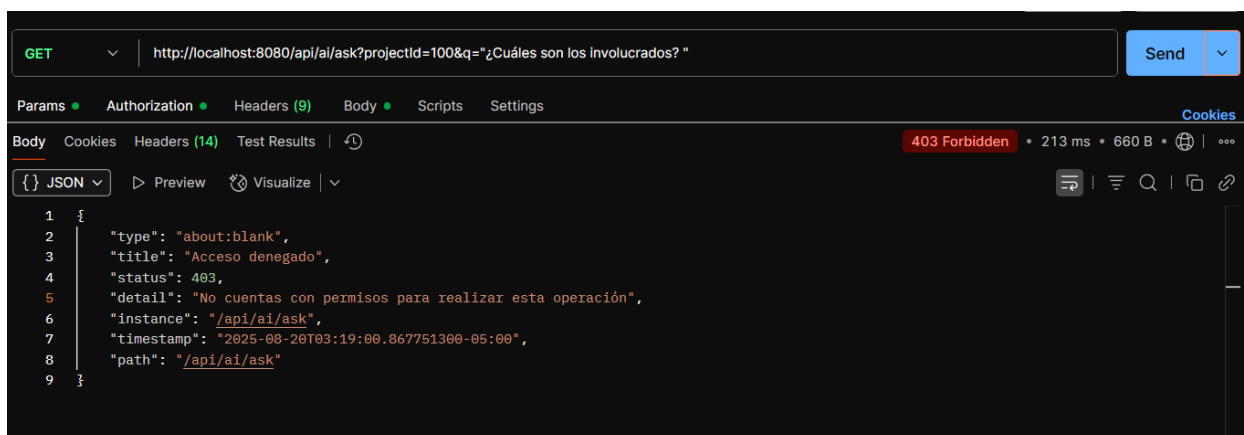 GET http://localhost:8080/api/ai/ask?projectId=100&q="¿Cuáles son los involucrados? " Send
Params Authorization Headers (9) Body Scripts Settings
Cookies
Body Cookies Headers (14) Test Results 403 Forbidden • 213 ms • 660 B •
{} JSON Preview Visualize
1 {
2 "type": "about:blank",
3 "title": "Acceso denegado",
4 "status": 403,
5 "detail": "No cuentas con permisos para realizar esta operación",
6 "instance": "/api/ai/ask",
7 "timestamp": "2025-08-20T03:19:00.867751300-05:00",
8 "path": "/api/ai/ask"
9 }